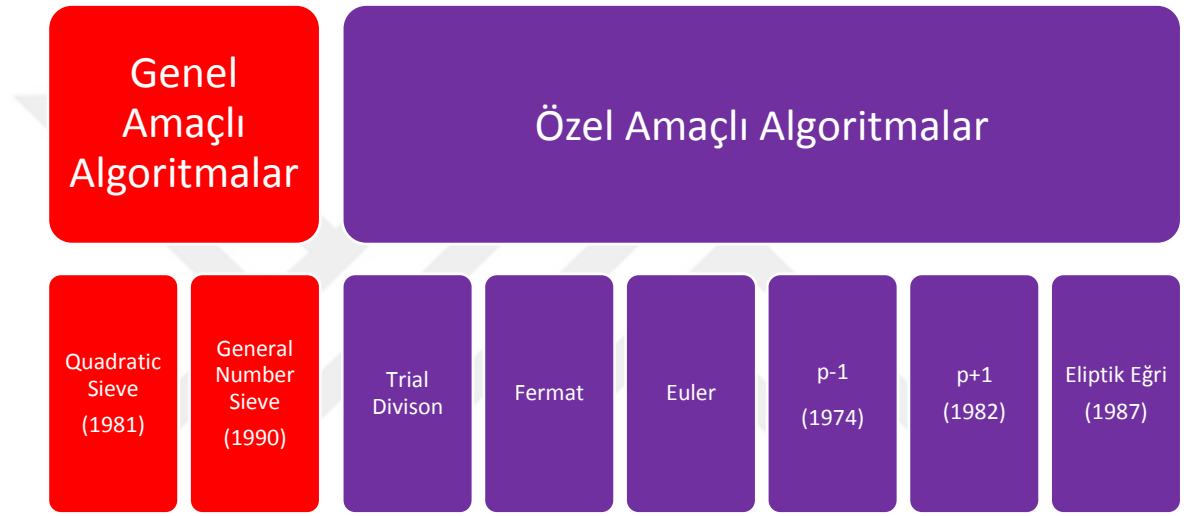 Genel
Amaçlı
Algoritmalar
Özel Amaçlı Algoritmalar
Quadratic
Sieve
(1981)
General
Number
Sieve
(1990)
Trial
Divison
Fermat
Euler
p-1
(1974)
p+1
(1982)
Eliptik Eğri
(1987)